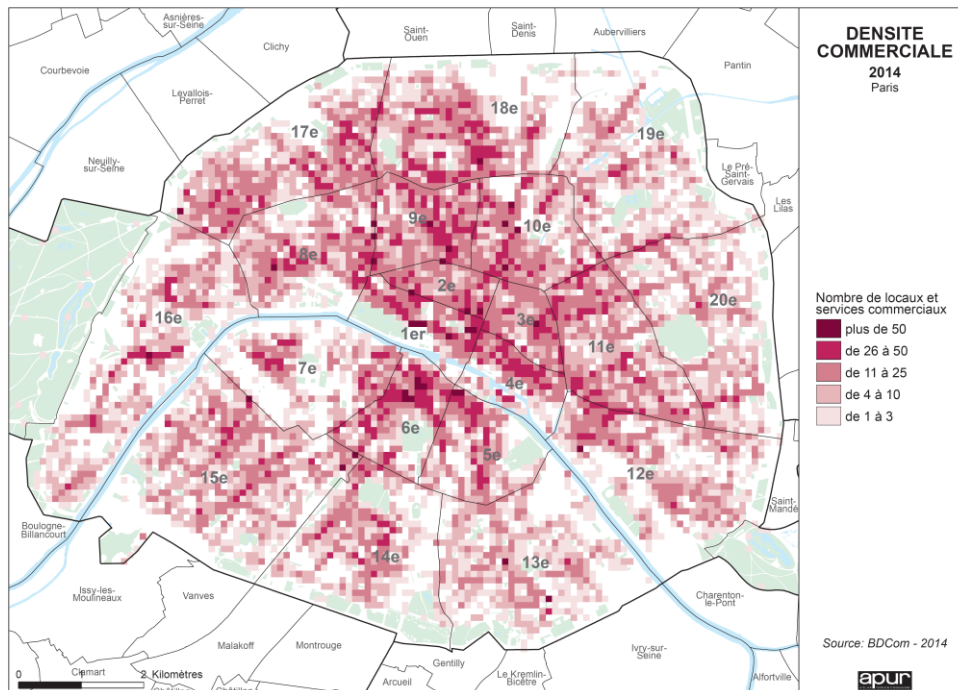 Asnières-
sur-Seine
Clichy
Saint-
Ouen
Saint-
Denis
Aubervilliers
Courbevoie
Levallois-
Perret
Pantin
Neuilly-
sur-Seine
Le Pré-
Saint-
Gervais
Les
Lilas
17e
18e
19e
9e
10e
8e
2e
3e
20e
16e
1er
11e
7e
4e
6e
5e
15e
12e
14e
13e
Boulogne-
Billancourt
Saint-
Mandé
Issy-les-
Moulineaux
Vanves
Malakoff
Montrouge
Gentilly
Arcueil
Le Kremlin-
Bicêtre
Ivry-sur-
Seine
Charenton-
le-Pont
Alfortville
Clamart
0 1 2 Kilomètres
DENSITE
COMMERCIALE
2014
Paris
Nombre de locaux et
services commerciaux
plus de 50
de 26 à 50
de 11 à 25
de 4 à 10
de 1 à 3
Source: BDCom - 2014
apur